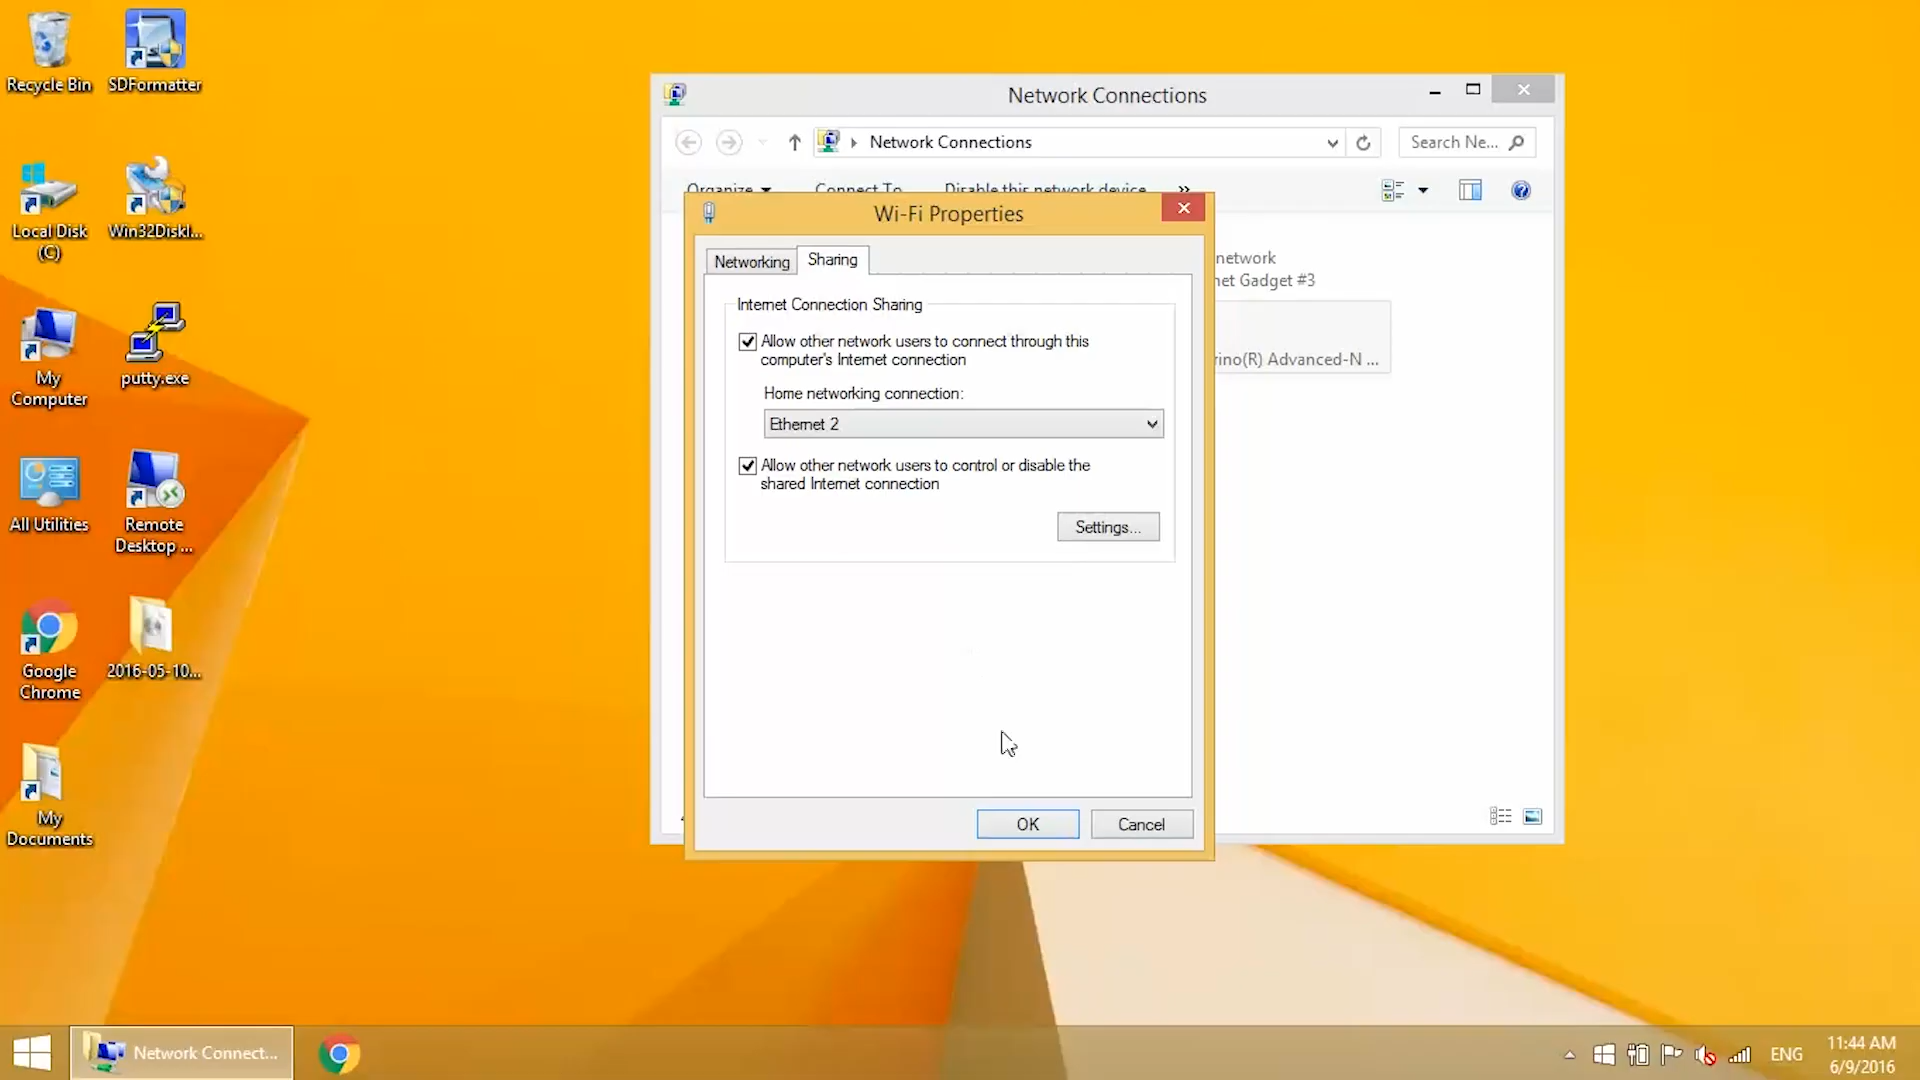 Recycle Bin
SDFormatter
Local Disk
(C)
Win32DiskI...
My
Computer
putty.exe
All Utilities
Remote
Desktop ...
Google
Chrome
2016-05-10...
My
Documents
Network Connections
Network Connections
Search Ne...
Organize
Connect To
Disable this network device
»
network
net Gadget #3
rino(R) Advanced-N ...
Wi-Fi Properties
Networking
Sharing
Internet Connection Sharing
Allow other network users to connect through this
computer's Internet connection
Home networking connection:
Ethernet 2
Allow other network users to control or disable the
shared Internet connection
Settings...
OK
Cancel
Network Connect...
ENG
11:44 AM
6/9/2016